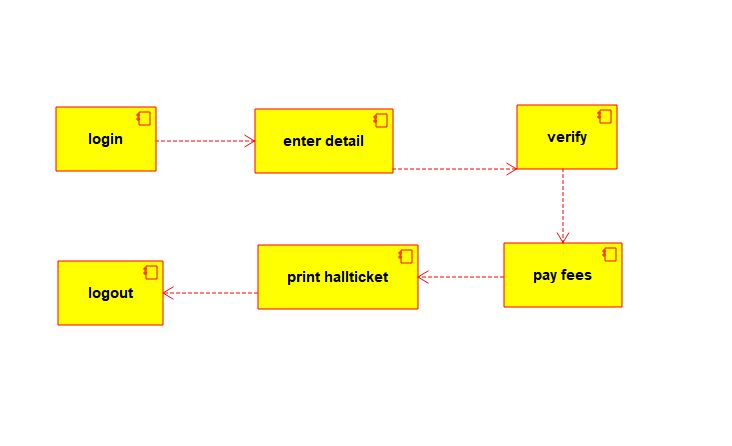 login
enter detail
verify
logout
print hallticket
pay fees